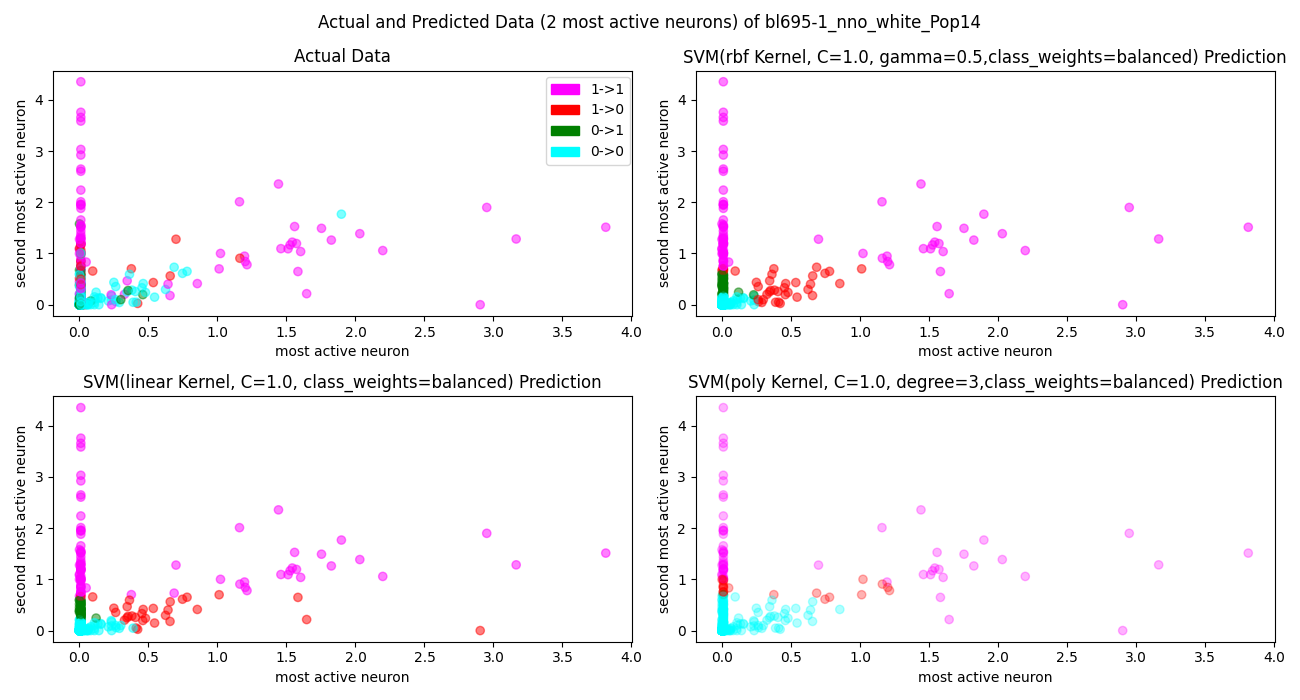 Actual and Predicted Data (2 most active neurons) of bl695-1_nno_white_Pop14
Actual Data
second most active neuron
4
3
2
1
0
1->1
1->0
0->1
0->0
0.0 0.5 1.0 1.5 2.0 2.5 3.0 3.5 4.0
most active neuron
SVM(rbf Kernel, C=1.0, gamma=0.5,class_weights=balanced) Prediction
second most active neuron
4
3
2
1
0
0.0 0.5 1.0 1.5 2.0 2.5 3.0 3.5 4.0
most active neuron
SVM(linear Kernel, C=1.0, class_weights=balanced) Prediction
second most active neuron
4
3
2
1
0
0.0 0.5 1.0 1.5 2.0 2.5 3.0 3.5 4.0
most active neuron
SVM(poly Kernel, C=1.0, degree=3,class_weights=balanced) Prediction
second most active neuron
4
3
2
1
0
0.0 0.5 1.0 1.5 2.0 2.5 3.0 3.5 4.0
most active neuron